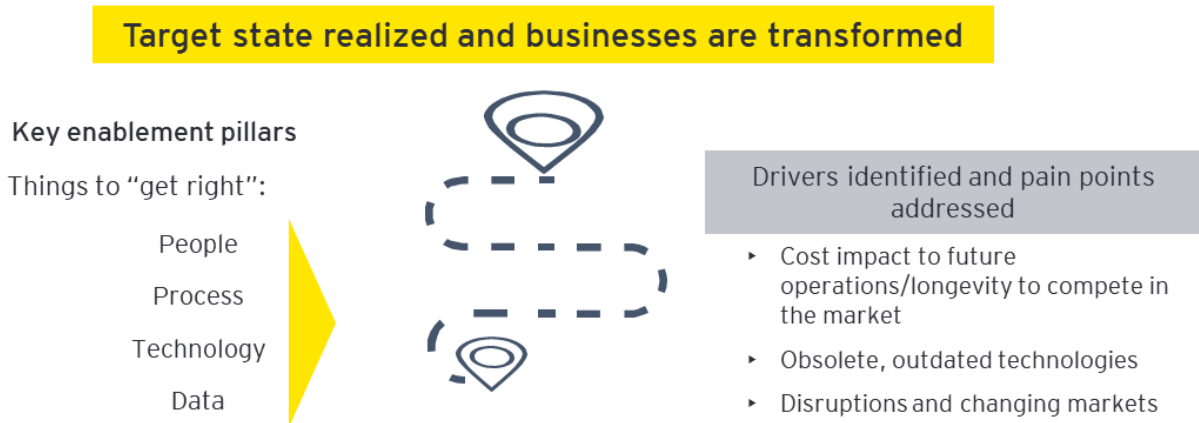 Target state realized and businesses are transformed
Key enablement pillars
Things to “get right”:
People
Process
Technology
Data
Drivers identified and pain points
addressed
‣ Cost impact to future
operations/longevity to compete in
the market
‣ Obsolete, outdated technologies
‣ Disruptions and changing markets